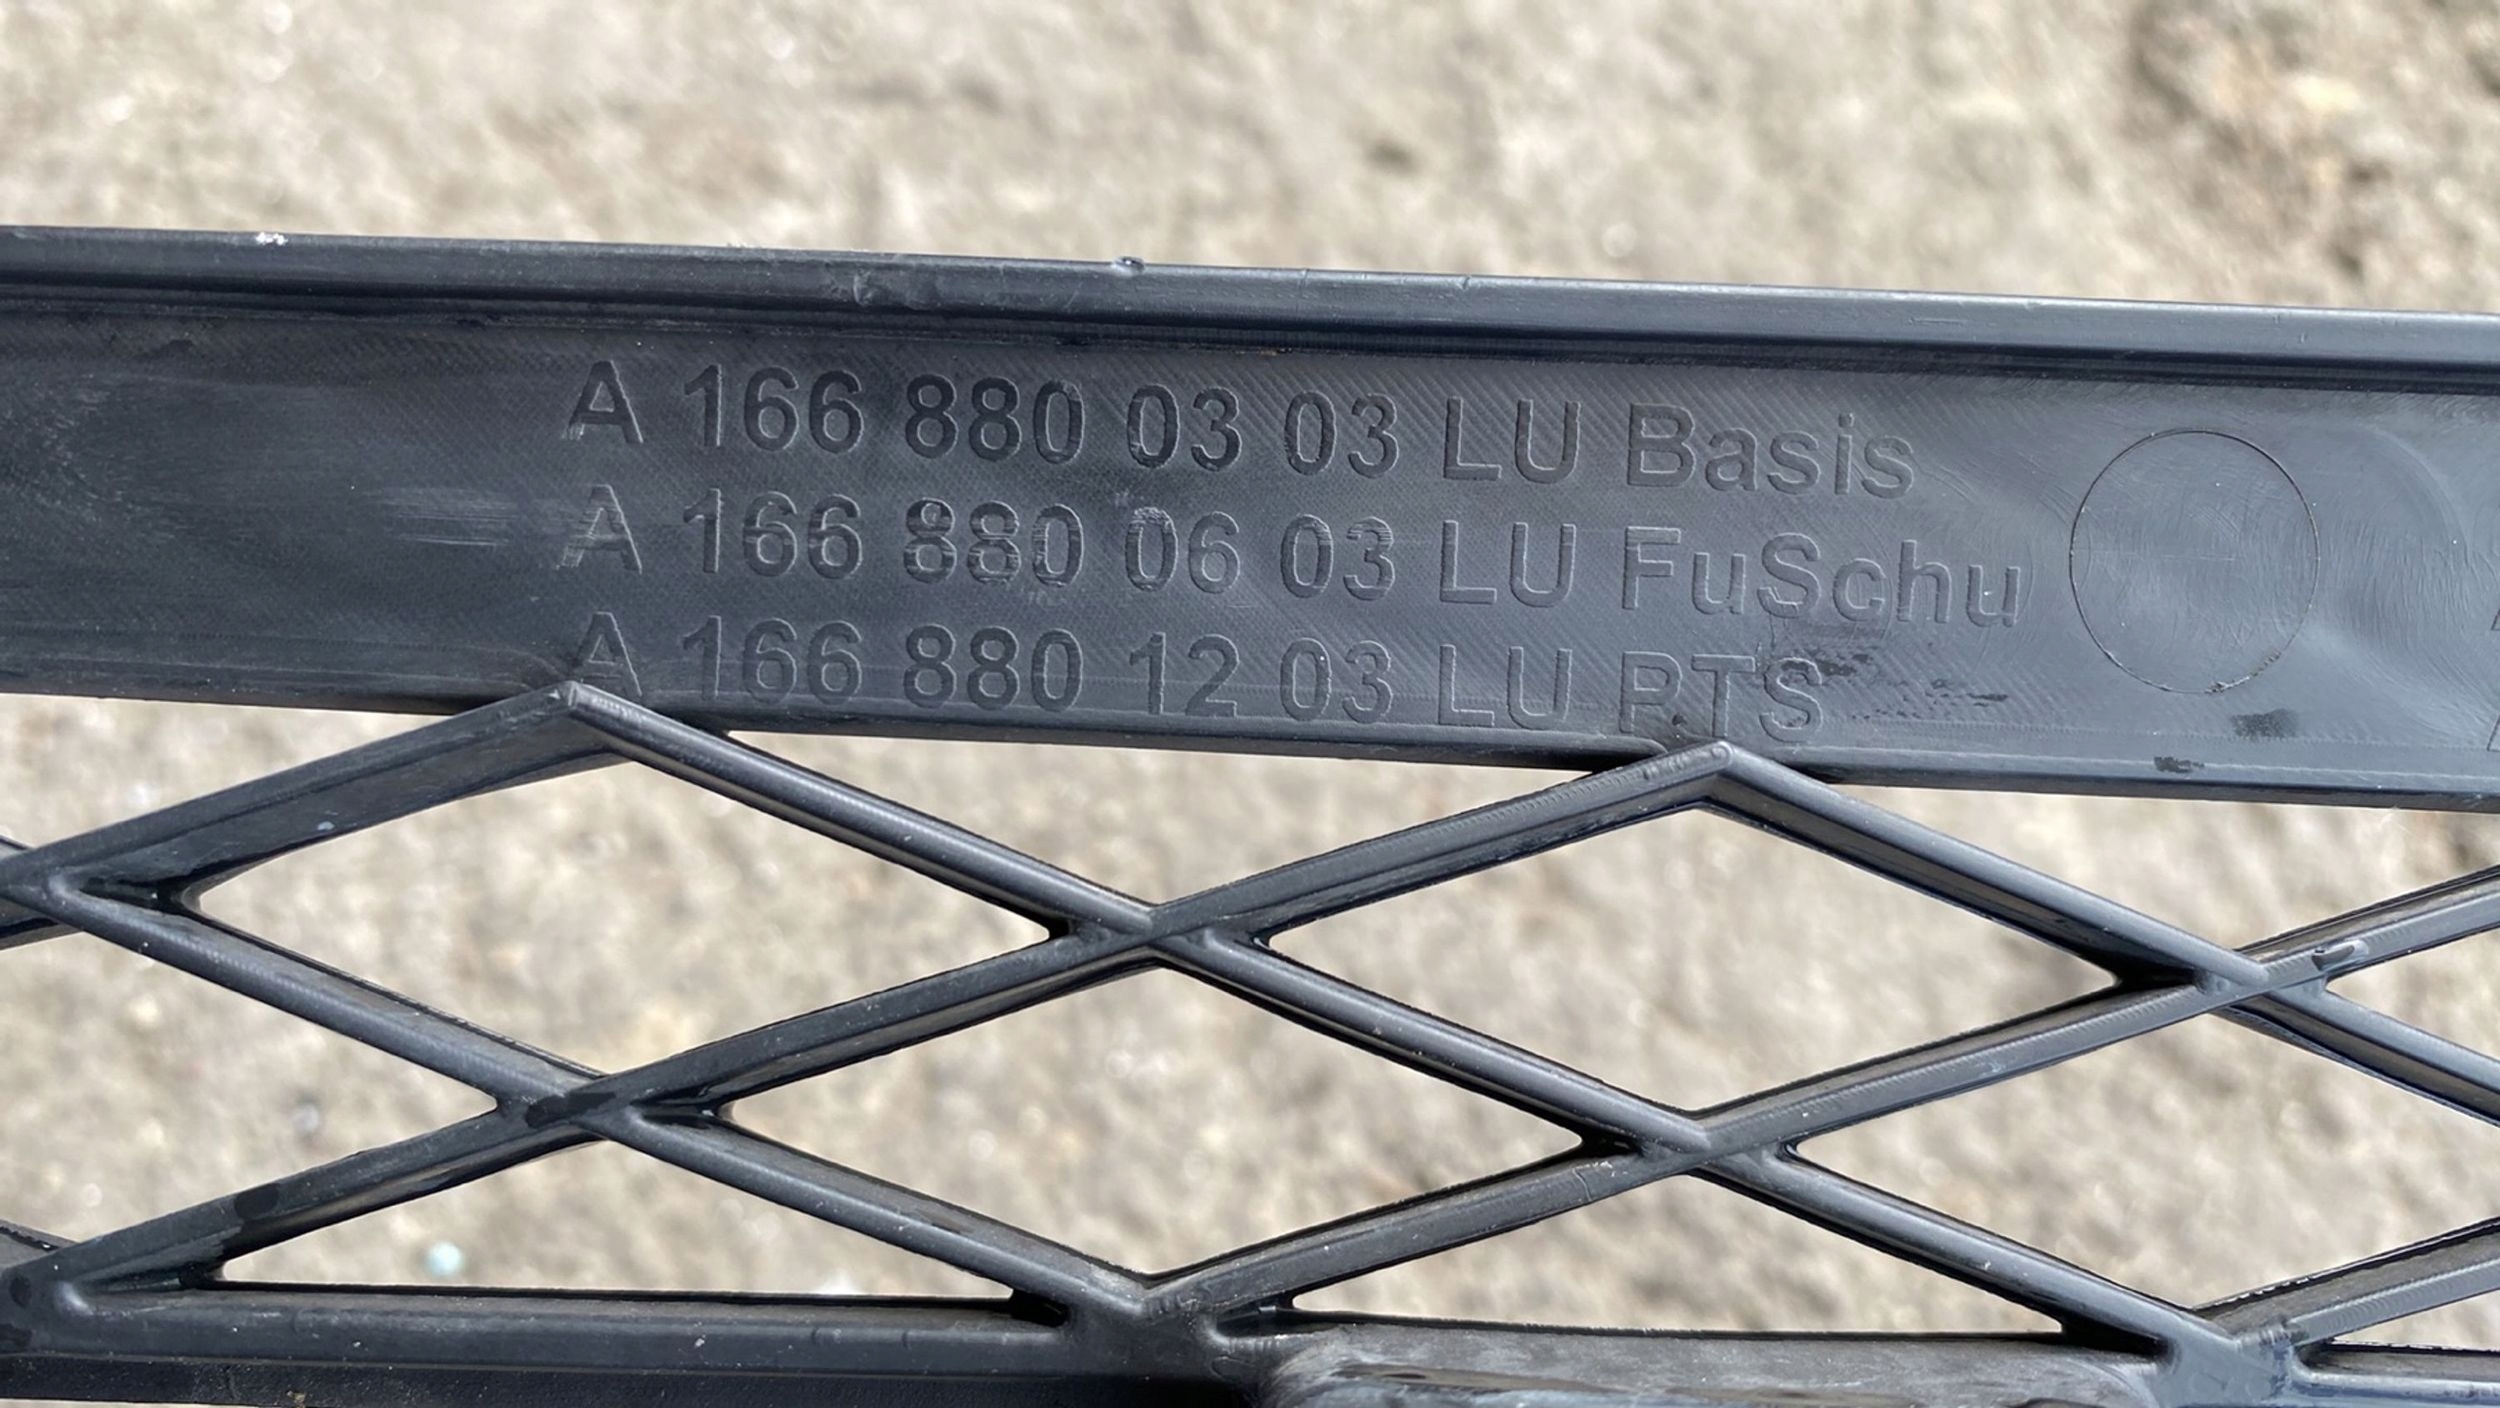 A 166 880 03 03 LU Basis
A 166 880 06 03 LU FuSchu
A 166 880 12 03 LU PTS